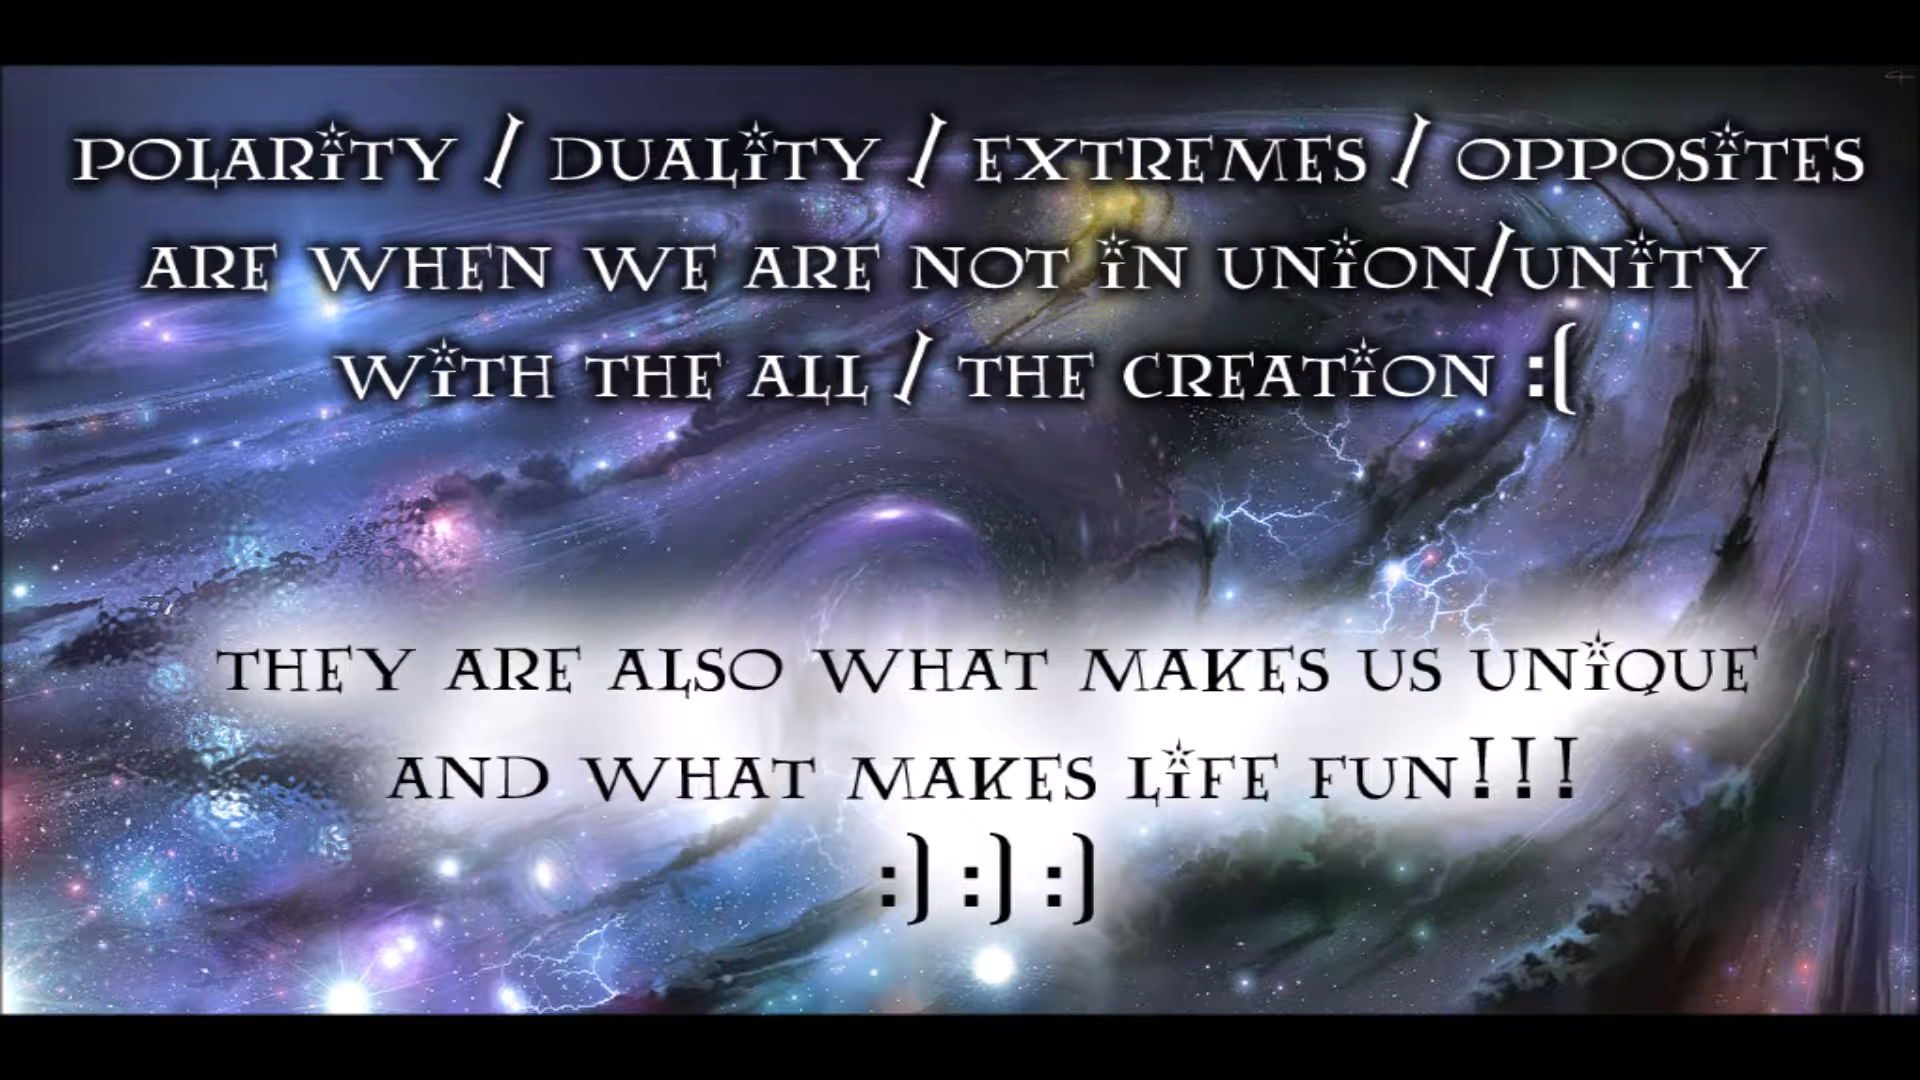 POLARiTY / DUALiTY / EXTREMES / OPPOSiTES
ARE WHEN WE ARE NOT iN UNiON/UNiTY
WiTH THE ALL / THE CREATiON :(
THEY ARE ALSO WHAT MAKES US UNiQUE
AND WHAT MAKES LiFE FUN!!!
:) :) :)